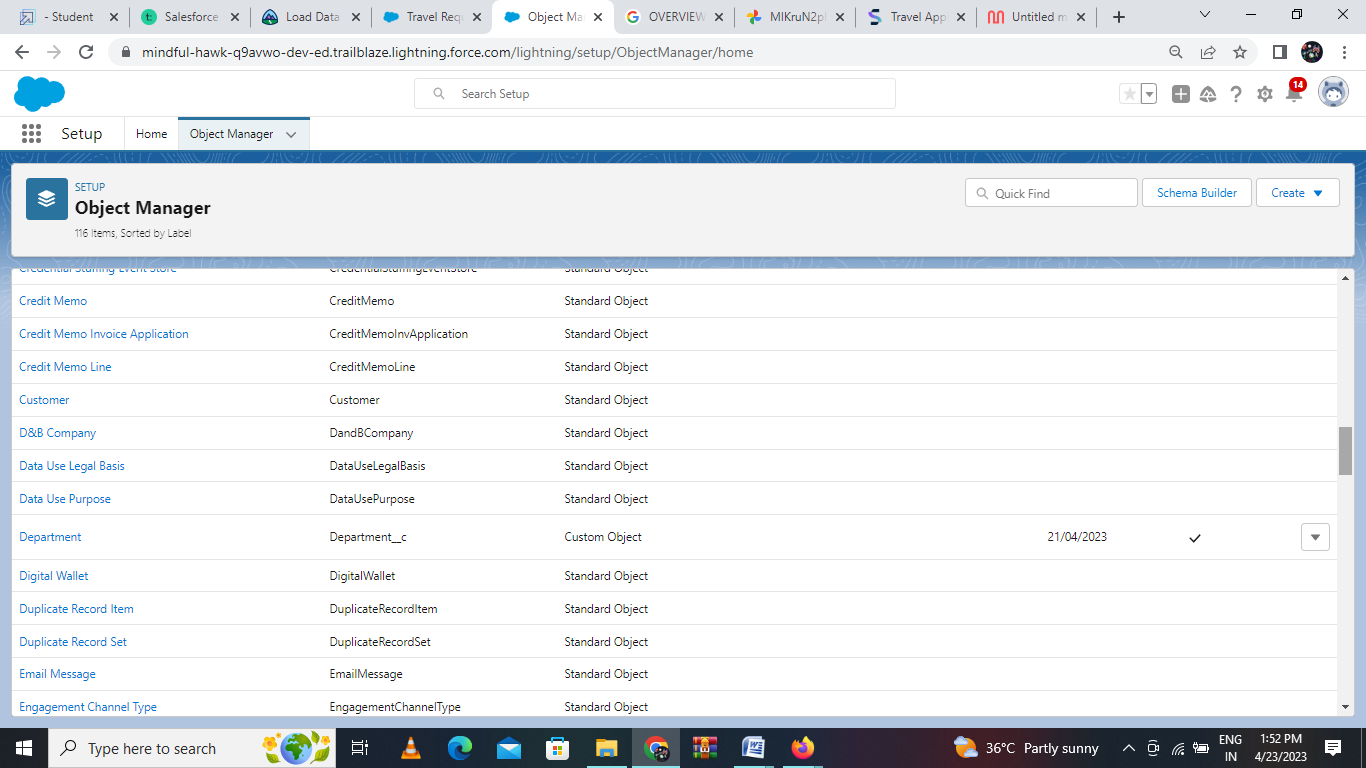 - Student
Salesforce
Load Data
Travel Req
Object Ma
OVERVIEW
MIKruN2p
Travel App
Untitled m
mindful-hawk-q9avwo-dev-ed.trailblaze.lightning.force.com/lightning/setup/ObjectManager/home
Search Setup
14
Setup
Home
Object Manager
SETUP
Object Manager
116 Items, Sorted by Label
Quick Find
Schema Builder
Create
Credential Stuffing Event Store CredentialStuffingEventStore Standard Object
Credit Memo CreditMemo Standard Object
Credit Memo Invoice Application CreditMemoInvApplication Standard Object
Credit Memo Line CreditMemoLine Standard Object
Customer Customer Standard Object
D&B Company DandBCompany Standard Object
Data Use Legal Basis DataUseLegalBasis Standard Object
Data Use Purpose DataUsePurpose Standard Object
Department Department__c Custom Object 21/04/2023
Digital Wallet DigitalWallet Standard Object
Duplicate Record Item DuplicateRecordItem Standard Object
Duplicate Record Set DuplicateRecordSet Standard Object
Email Message EmailMessage Standard Object
Engagement Channel Type EngagementChannelType Standard Object
Type here to search
36°C Partly sunny
ENG
IN
1:52 PM
4/23/2023